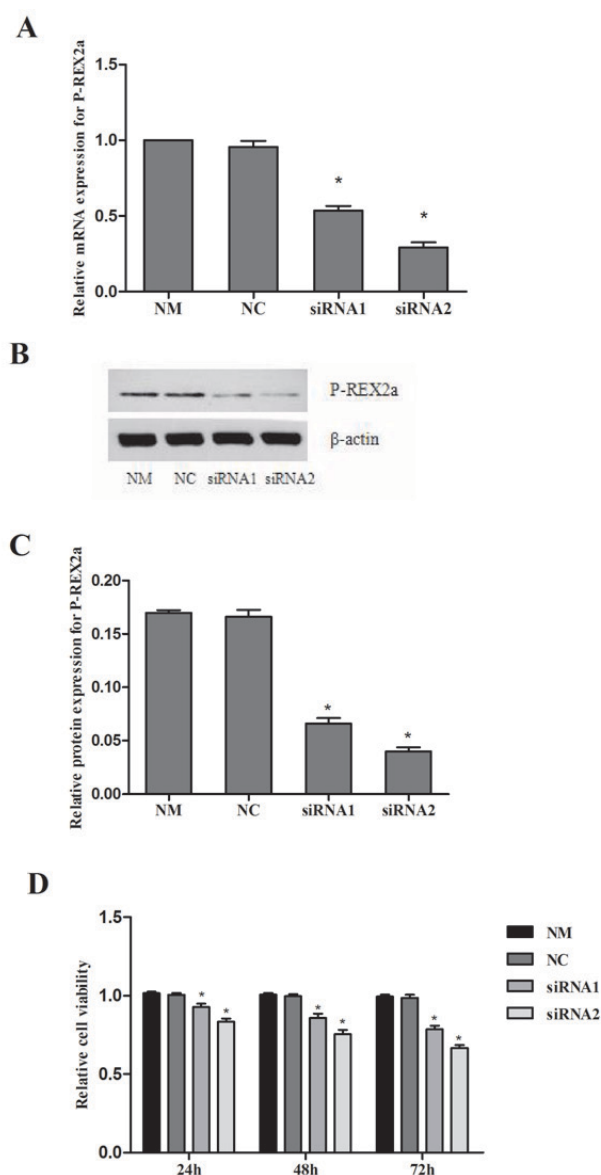 A
Relative mRNA expression for P-REX2a
1.5
1.0
0.5
0.0
*
*
NM NC siRNA1 siRNA2
B
P-REX2a
β-actin
NM NC siRNA1 siRNA2
C
Relative protein expression for P-REX2a
0.20
0.15
0.10
0.05
0.00
*
*
NM NC siRNA1 siRNA2
D
Relative cell viability
1.5
1.0
0.5
0.0
* * * * * *
24h 48h 72h
NM
NC
siRNA1
siRNA2